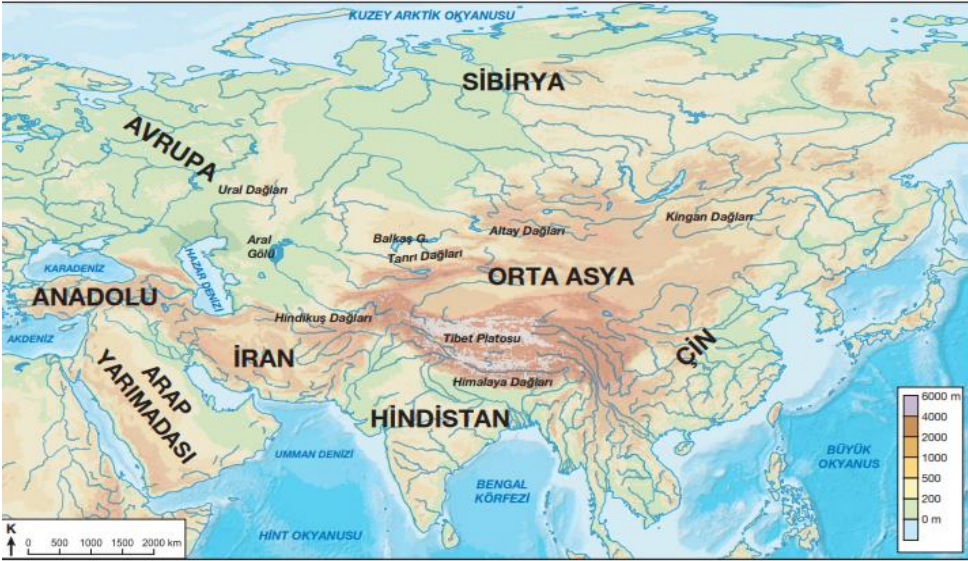 KUZEY ARKTİK OKYANUSU
SİBİRYA
AVRUPA
Ural Dağları
Kingan Dağları
Altay Dağları
Balkaş G.
Aral
Gölü
Tanrı Dağları
HAZAR DENİZİ
KARADENİZ
ORTA ASYA
ANADOLU
Hindikuş Dağları
AKDENİZ
Tibet Platosu
İRAN
ÇİN
Himalaya Dağları
ARAP
YARIMADASI
HİNDİSTAN
UMMAN DENİZİ
BENGAL
KÖRFEZİ
BÜYÜK
OKYANUS
HİNT OKYANUSU
6000 m
4000
2000
1000
500
200
0 m
K
0 500 1000 1500 2000 km